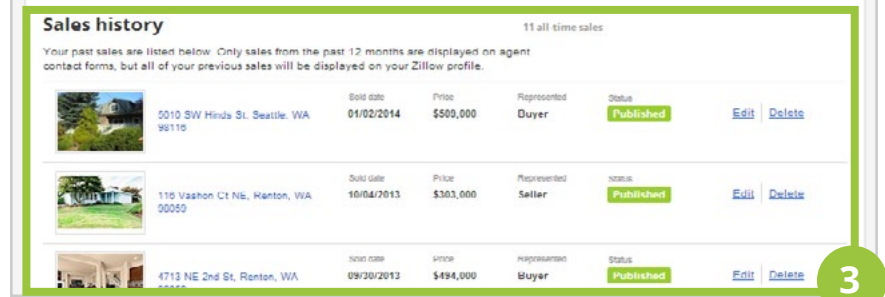 Sales history
11 all-time sales
Your past sales are listed below. Only sales from the past 12 months are displayed on agent
contact forms, but all of your previous sales will be displayed on your Zillow profile.
Sold date Price Represented Status
5010 SW Hinds St, Seattle, WA 01/02/2014 $509,000 Buyer Published Edit Delete
98116
Sold date Price Represented Status
116 Vashon Ct NE, Renton, WA 10/04/2013 $303,000 Seller Published Edit Delete
98059
Sold date Price Represented Status
4713 NE 2nd St, Renton, WA 09/30/2013 $494,000 Buyer Published Edit Delete
3